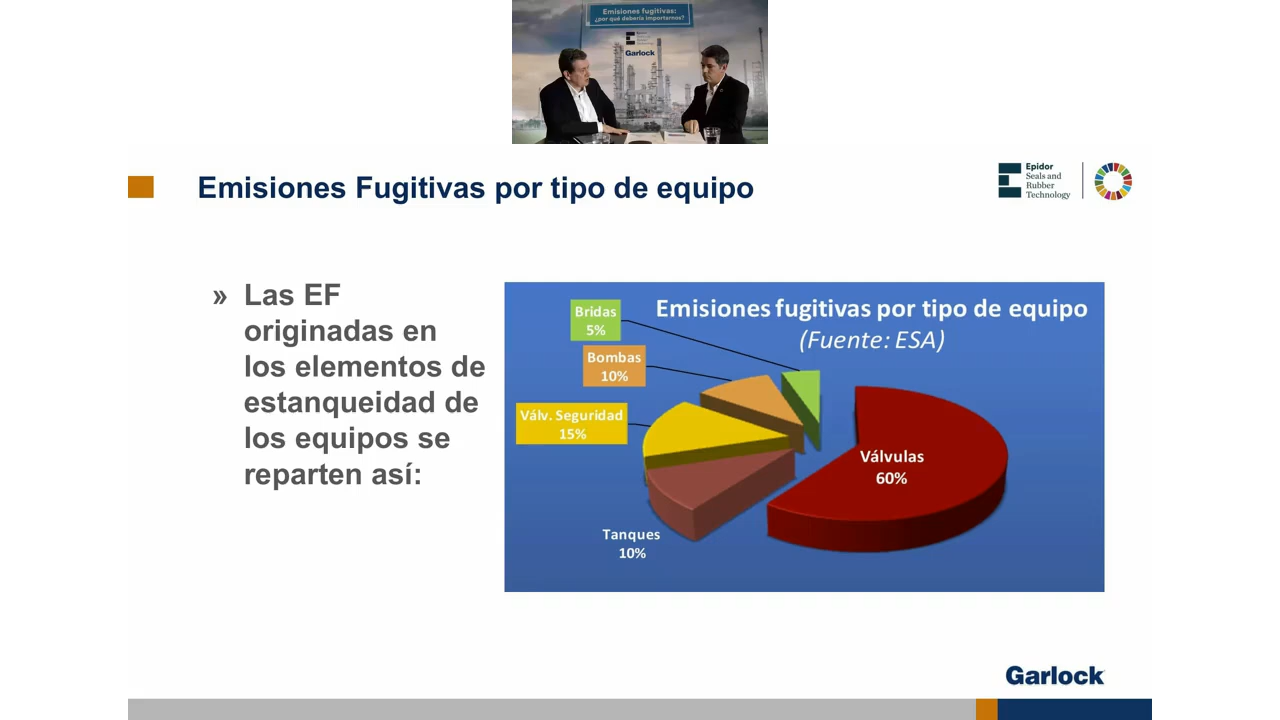 Emisiones fugitivas:
¿por qué debería importarnos?
Garlock
Emisiones Fugitivas por tipo de equipo
Epidor
Seals and
Rubber
Technology
» Las EF
originadas en
los elementos de
estanqueidad de
los equipos se
reparten así:
Emisiones fugitivas por tipo de equipo
(Fuente: ESA)
Bridas
5%
Bombas
10%
Válv. Seguridad
15%
Válvulas
60%
Tanques
10%
Garlock